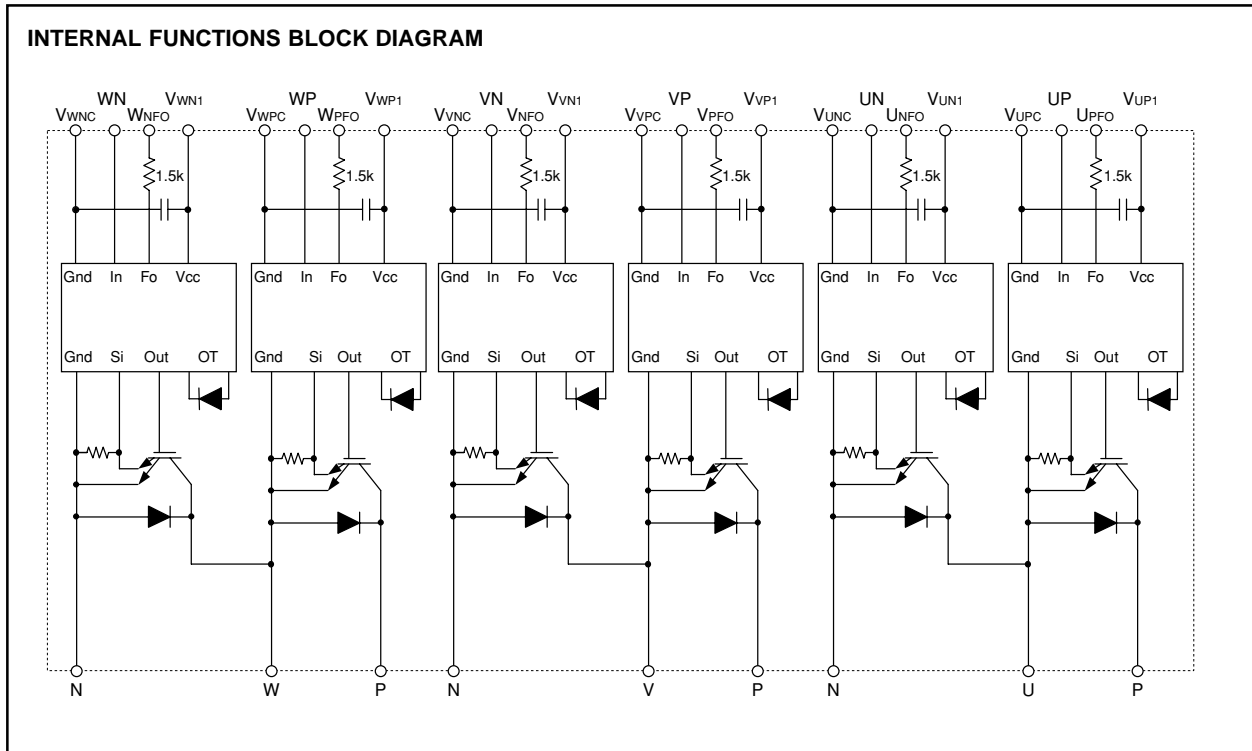 INTERNAL FUNCTIONS BLOCK DIAGRAM
WN VWN1 WP VWP1 VN VVN1 VP VVP1 UN VUN1 UP VUP1
VWNC WNFO VWPC WPFO VVNC VNFO VVPC VPFO VUNC UNFO VUPC UPFO
1.5k 1.5k 1.5k 1.5k 1.5k 1.5k
Gnd In Fo Vcc Gnd In Fo Vcc Gnd In Fo Vcc Gnd In Fo Vcc Gnd In Fo Vcc Gnd In Fo Vcc
Gnd Si Out OT Gnd Si Out OT Gnd Si Out OT Gnd Si Out OT Gnd Si Out OT Gnd Si Out OT
N W P N V P N U P